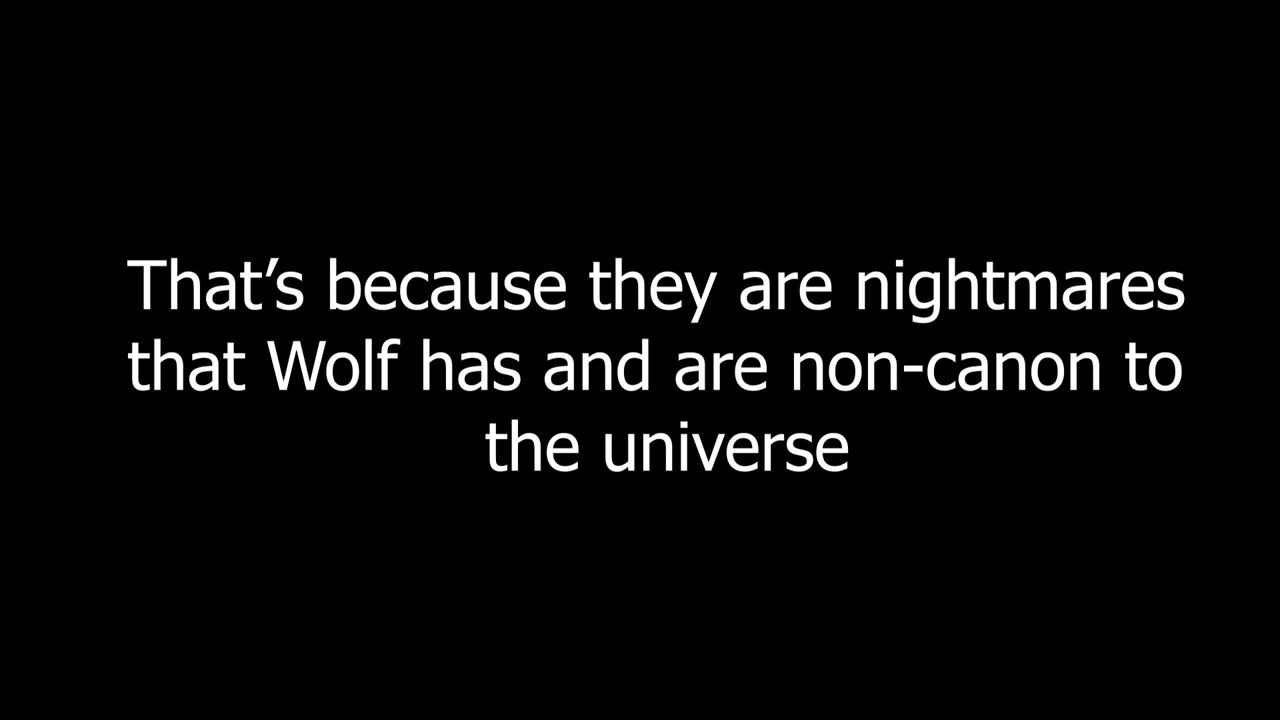 That’s because they are nightmares
that Wolf has and are non-canon to
the universe